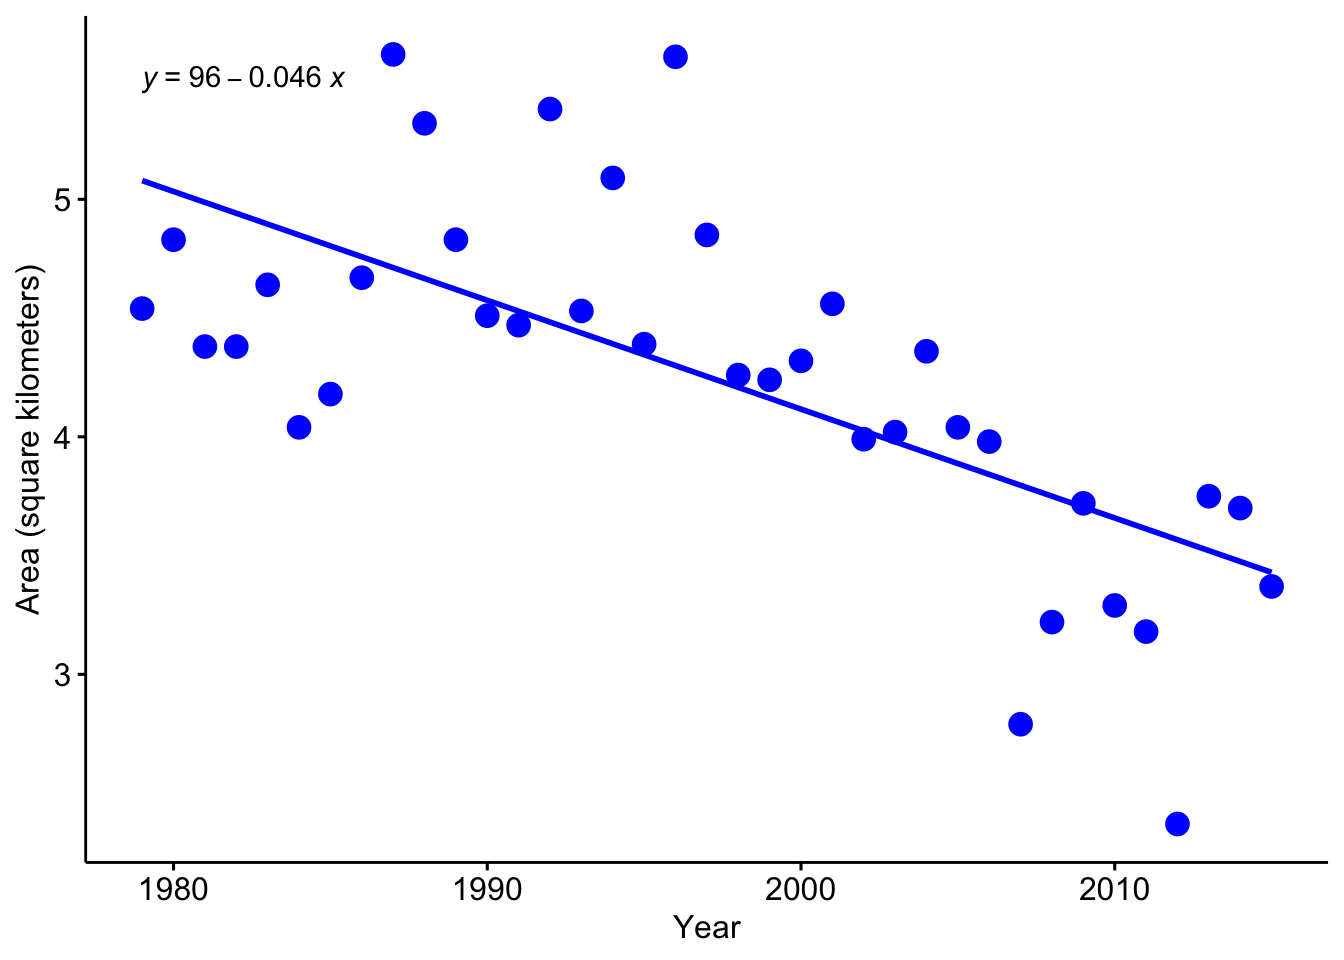 y = 96 – 0.046 x
5
4
3
Area (square kilometers)
1980 1990 2000 2010
Year